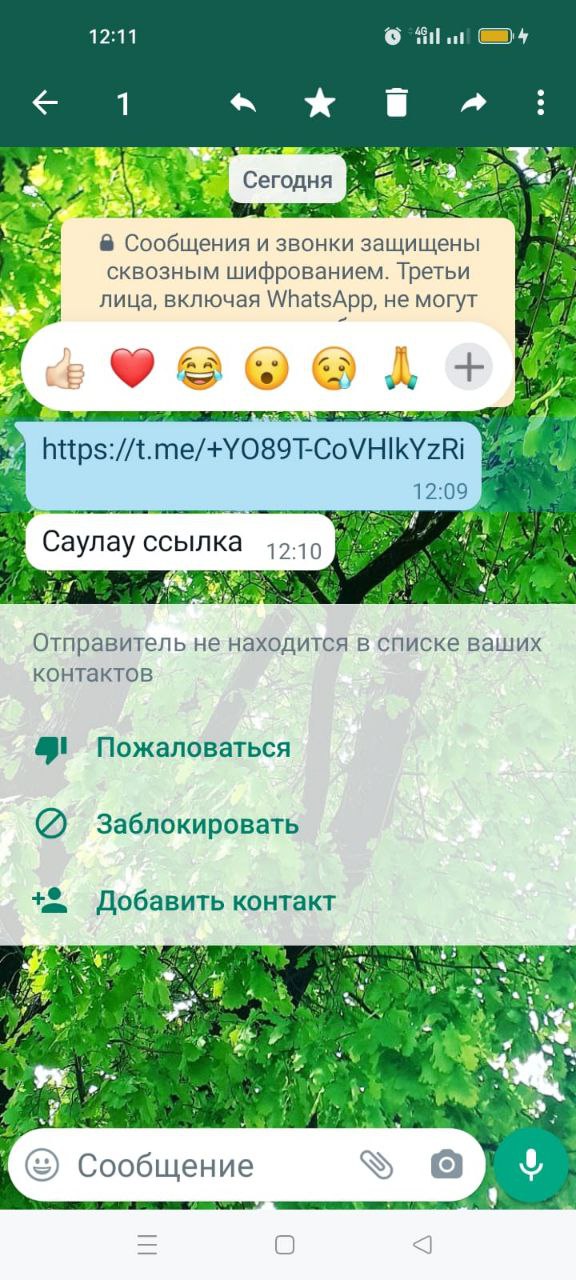 12:11
4G
1
Сегодня
Сообщения и звонки защищены
сквозным шифрованием. Третьи
лица, включая WhatsApp, не могут
https://t.me/+YO89T-CoVHlkYzRi
12:09
Саулау ссылка 12:10
Отправитель не находится в списке ваших
контактов
Пожаловаться
Заблокировать
Добавить контакт
Сообщение